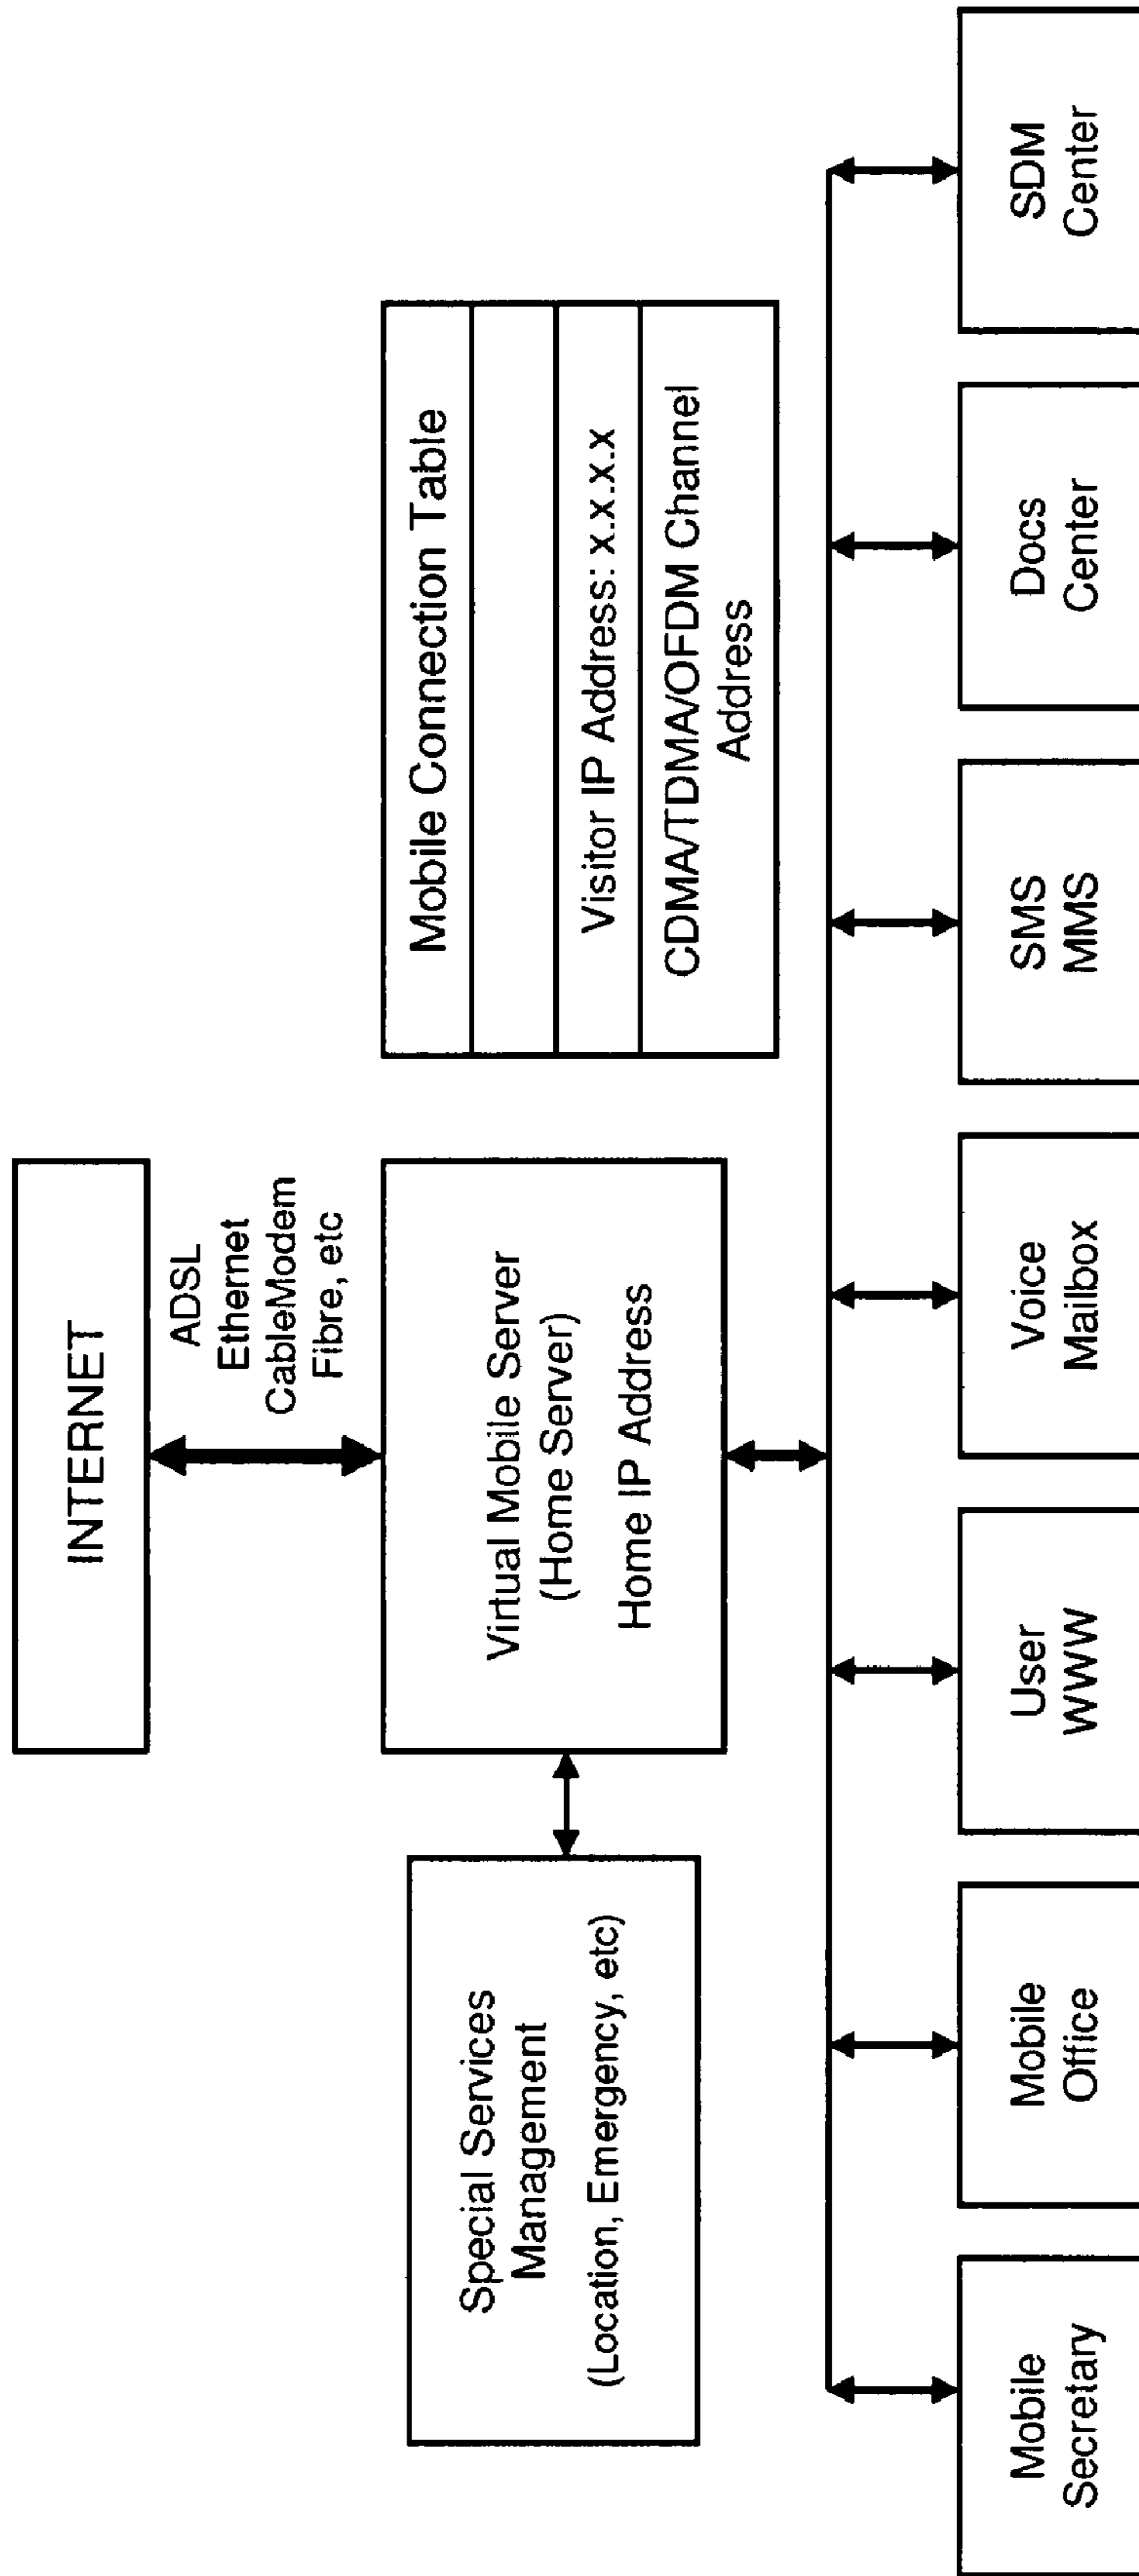 INTERNET
ADSL
Ethernet
CableModem
Fibre, etc
Special Services
Management
(Location, Emergency, etc)
Virtual Mobile Server
(Home Server)
Home IP Address
Mobile Connection Table
Visitor IP Address: x.x.x.x
CDMA/TDMA/OFDM Channel
Address
Mobile
Secretary
Mobile
Office
User
WWW
Voice
Mailbox
SMS
MMS
Docs
Center
SDM
Center